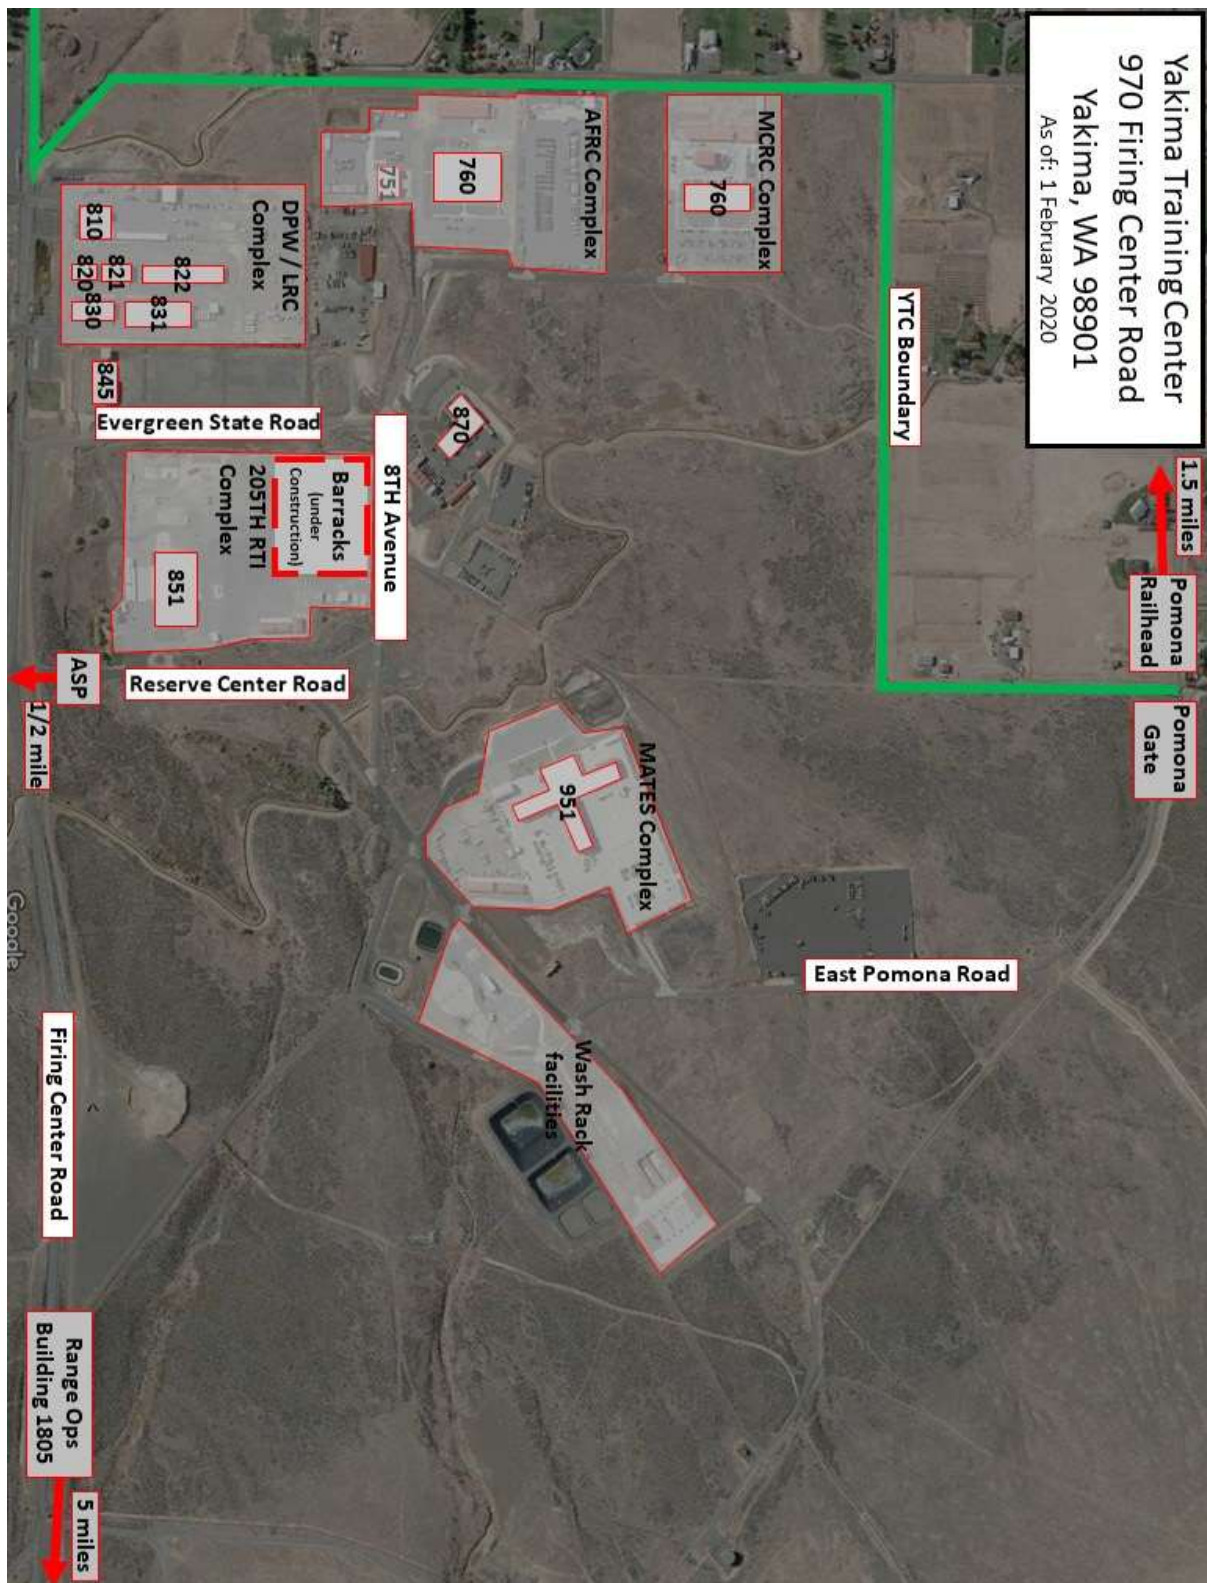 Yakima Training Center
970 Firing Center Road
Yakima, WA 98901
As of: 1 February 2020
1.5 miles
Pomona
Railhead
Pomona
Gate
YTC Boundary
MCRC Complex
760
AFRC Complex
760
751
DPW / LRC
Complex
810
822
821
820
831
830
845
870
Evergreen State Road
8TH Avenue
Barracks
(under
Construction)
205TH RTI
Complex
851
Reserve Center Road
ASP
1/2 mile
MATES Complex
951
East Pomona Road
Wash Rack
facilities
Google
Firing Center Road
Range Ops
Building 1805
5 miles